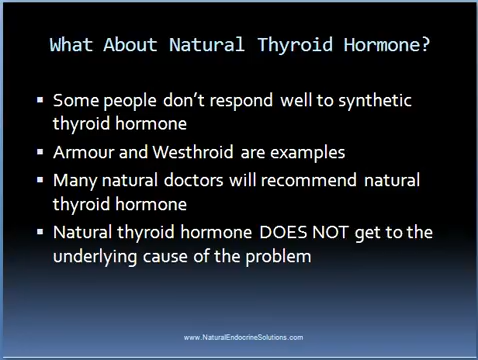 What About Natural Thyroid Hormone?
▪ Some people don't respond well to synthetic
thyroid hormone
▪ Armour and Westhroid are examples
▪ Many natural doctors will recommend natural
thyroid hormone
▪ Natural thyroid hormone DOES NOT get to the
underlying cause of the problem
www.NaturalEndocrineSolutions.com